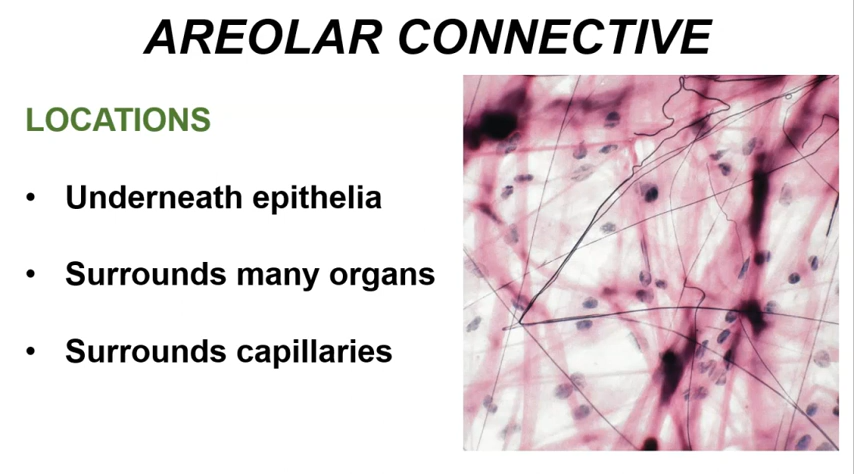 AREOLAR CONNECTIVE
LOCATIONS
• Underneath epithelia
• Surrounds many organs
• Surrounds capillaries